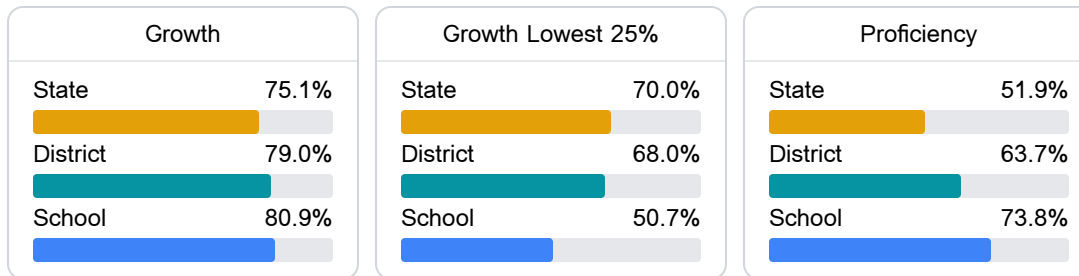 Growth
State 75.1%
District 79.0%
School 80.9%
Growth Lowest 25%
State 70.0%
District 68.0%
School 50.7%
Proficiency
State 51.9%
District 63.7%
School 73.8%